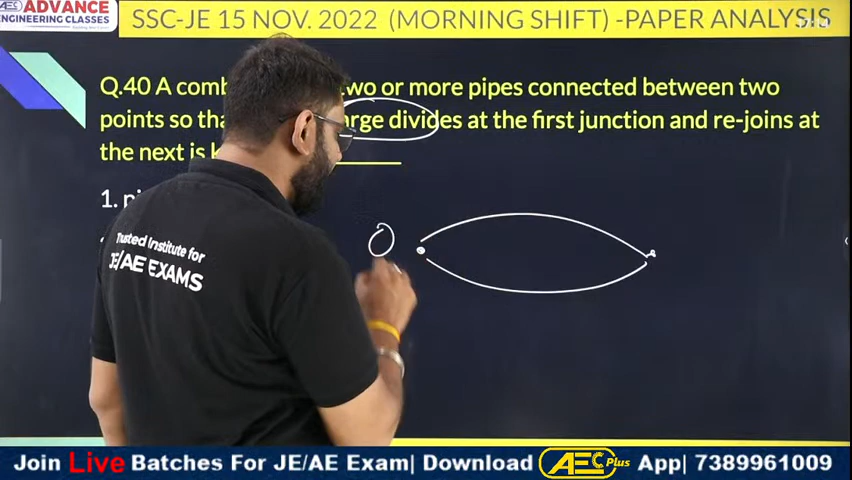 ADVANCE
ENGINEERING CLASSES
SSC-JE 15 NOV. 2022 (MORNING SHIFT) -PAPER ANALYSIS
Q.40 A comb two or more pipes connected between two
points so tha arge divides at the first junction and re-joins at
the next is k
1. pi
Trusted Institute for
JE/AE EXAMS
Join Live Batches For JE/AE Exam| Download AEC Plus App| 7389961009